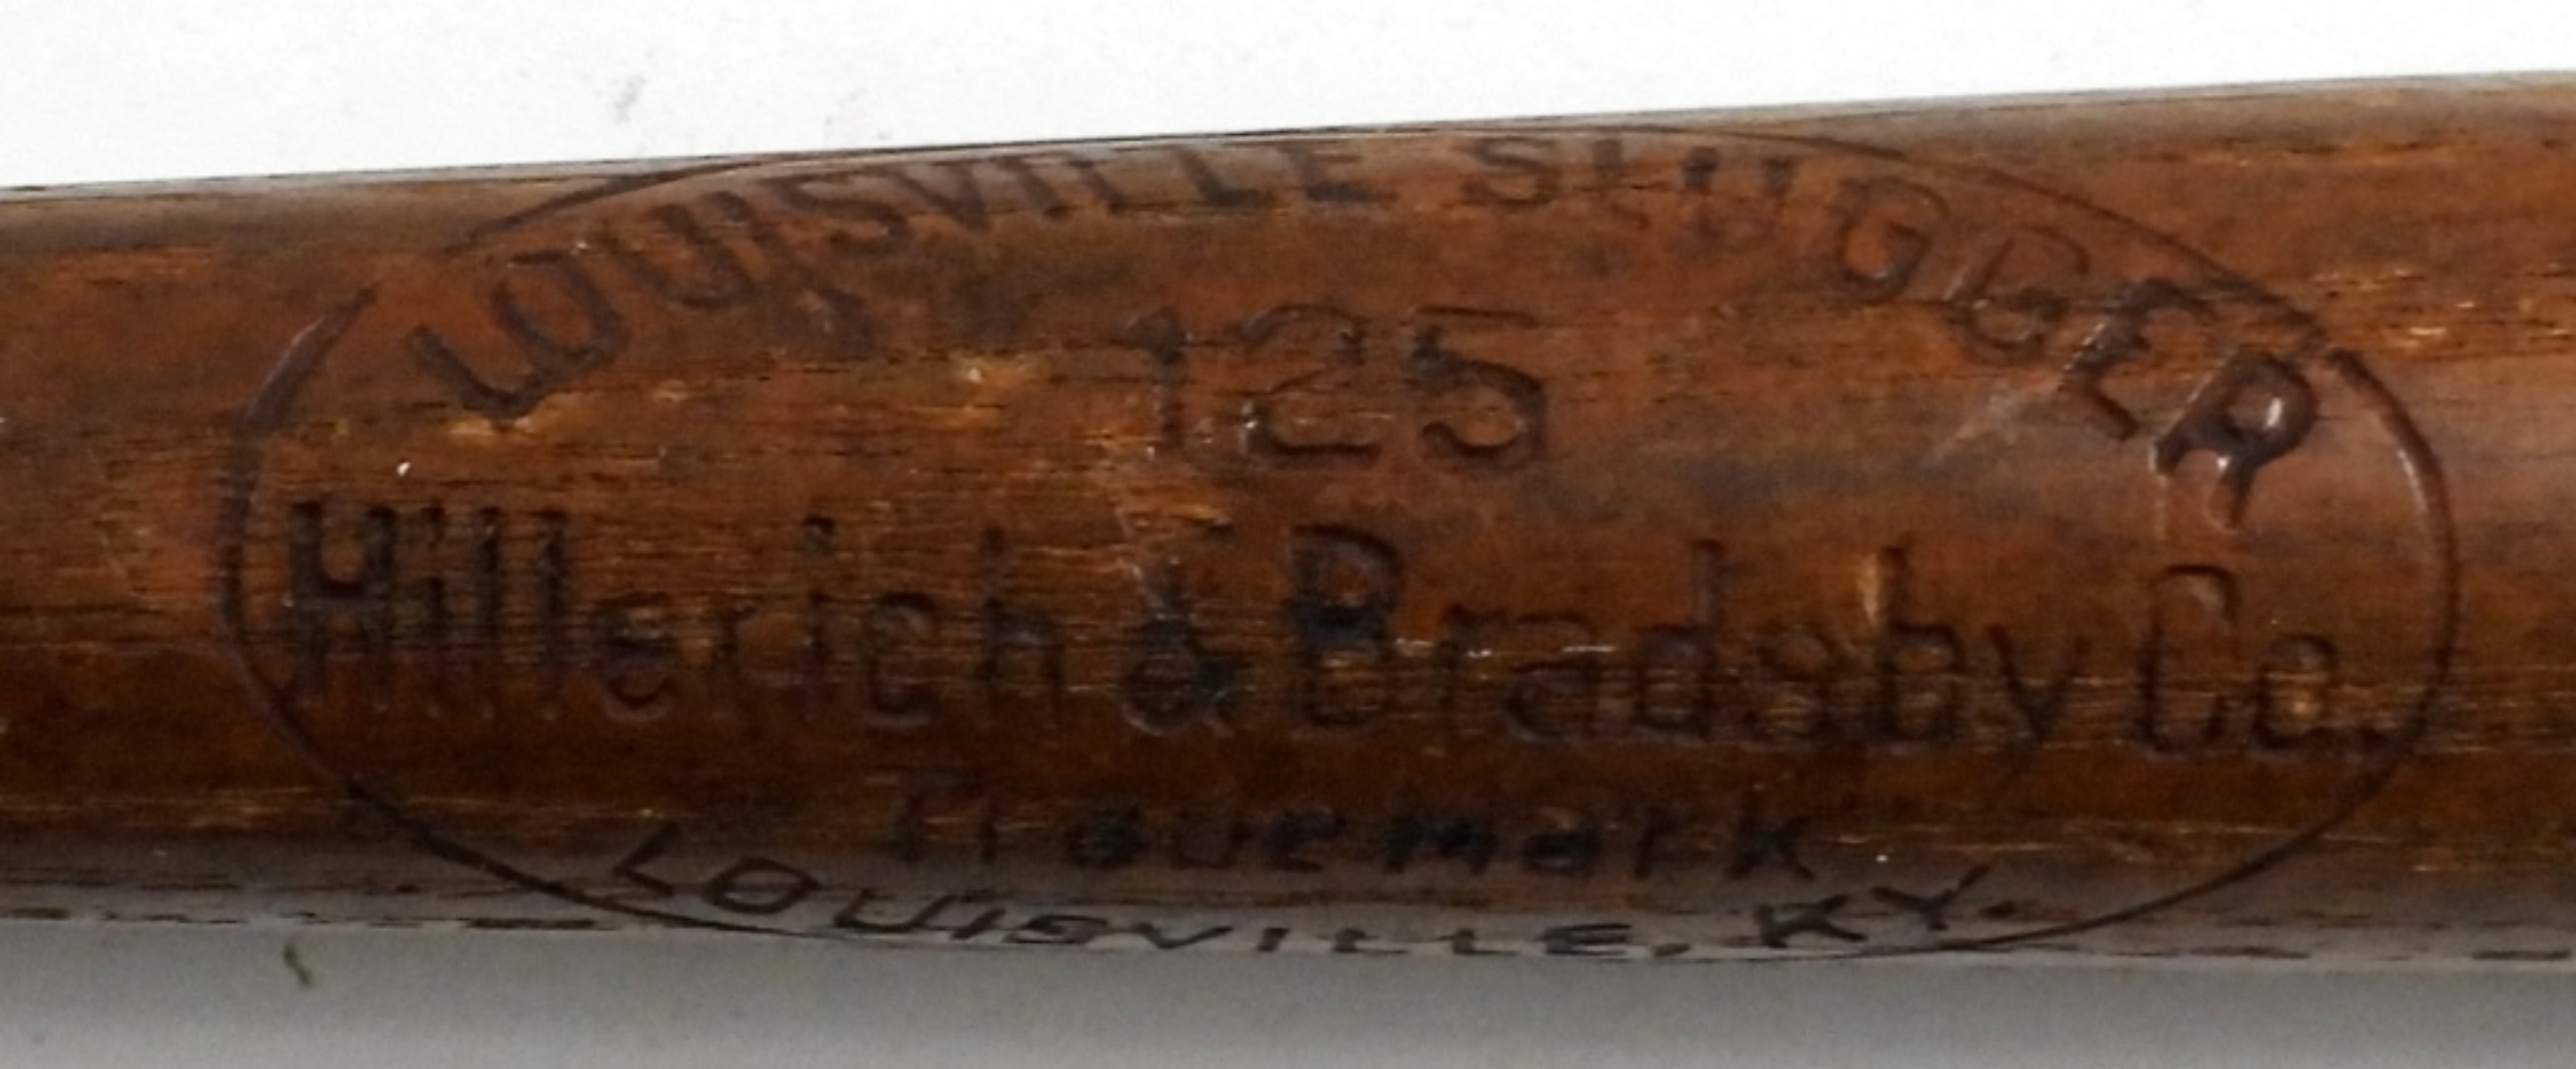 LOUISVILLE SLUGGER
125
Hillerich & Bradsby Co.
Trade Mark
LOUISVILLE, KY.